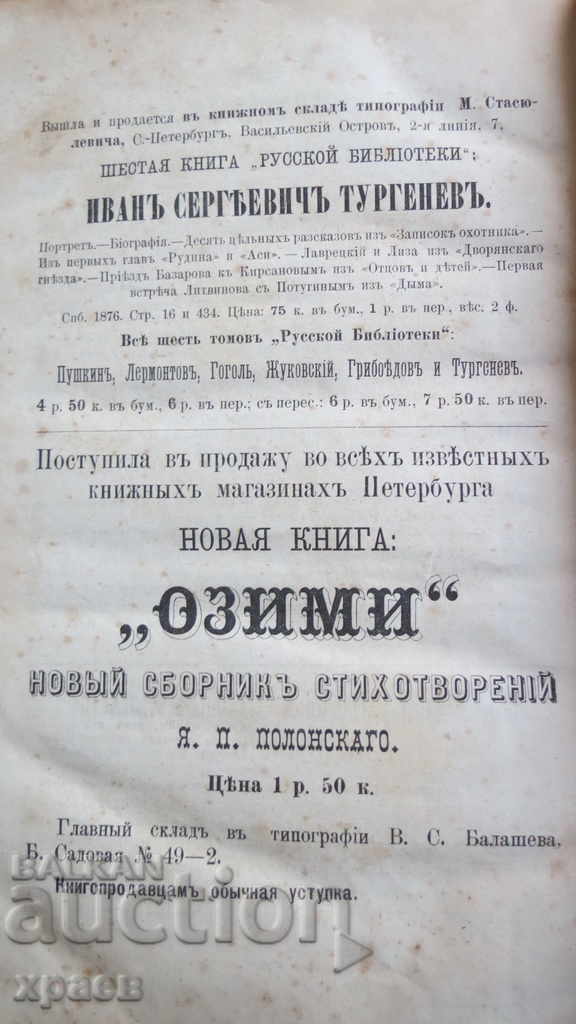 Вышла и продается въ книжномъ складѣ типографіи М. Стасю-
левича, С.-Петербургъ, Васильевскій Островъ, 2-я линія, 7,
ШЕСТАЯ КНИГА „РУССКОЙ БИБЛІОТЕКИ“:
ИВАНЪ СЕРГѢЕВИЧЪ ТУРГЕНЕВЪ.
Портретъ.—Біографія.—Десять цѣльныхъ разсказовъ изъ «Записокъ охотника».—
Изъ первыхъ главъ «Рудина» и «Аси».—Лаврецкій и Лиза изъ «Дворянскаго
гнѣзда».—Пріѣздъ Базарова къ Кирсановымъ изъ «Отцовъ и дѣтей».—Первая
встрѣча Литвинова съ Потугинымъ изъ «Дыма».
Спб. 1876. Стр. 16 и 434. Цѣна: 75 к. въ бум., 1 р. въ пер., вѣс. 2 ф.
Всѣ шесть томовъ „Русской Библіотеки“:
Пушкинъ, Лермонтовъ, Гоголь, Жуковскій, Грибоѣдовъ и Тургеневъ.
4 р. 50 к. въ бум., 6 р. въ пер.; съ перес.: 6 р. въ бум., 7 р. 50 к. въ пер.
Поступила въ продажу во всѣхъ извѣстныхъ
книжныхъ магазинахъ Петербурга
НОВАЯ КНИГА:
„ОЗИМИ“
НОВЫЙ СБОРНИКЪ СТИХОТВОРЕНІЙ
Я. П. ПОЛОНСКАГО.
Цѣна 1 р. 50 к.
Главный складъ въ типографіи В. С. Балашева,
Б. Садовая № 49—2.
Книгопродавцамъ обычная уступка.
BALKAN
auction
храев